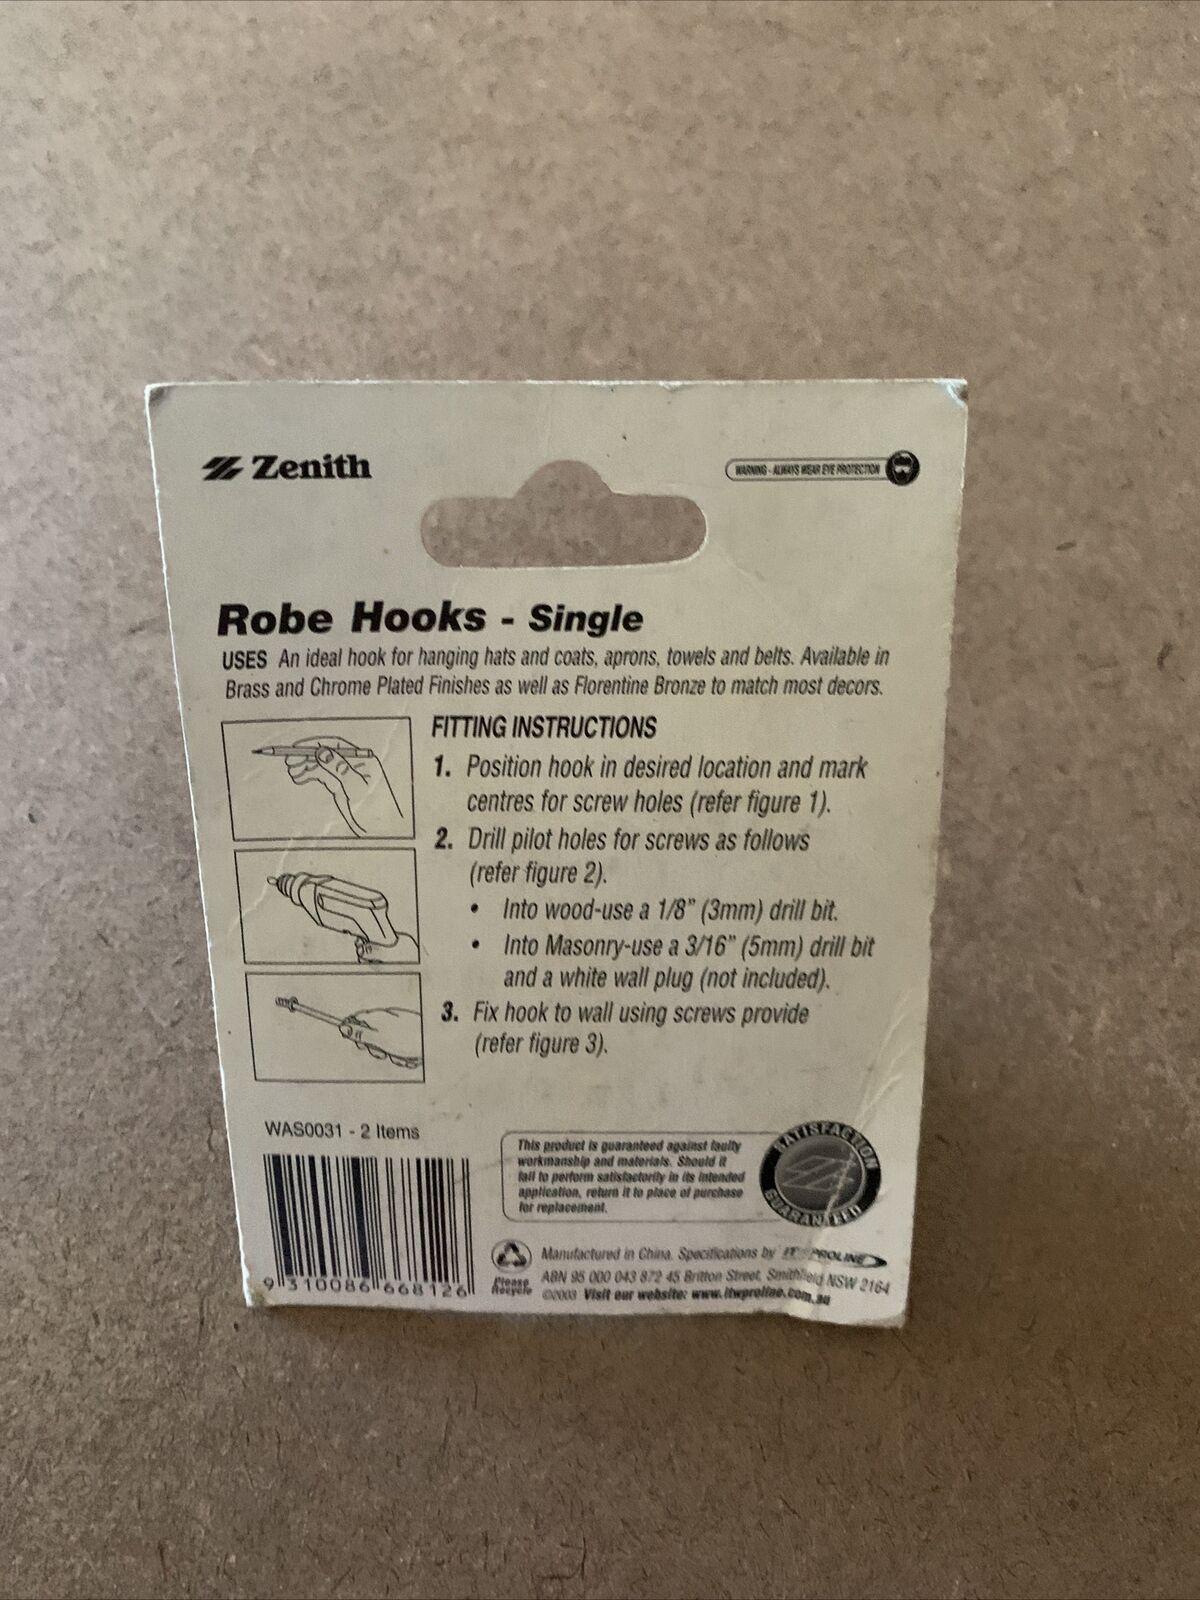 Zenith
WARNING - ALWAYS WEAR EYE PROTECTION
Robe Hooks - Single
USES An ideal hook for hanging hats and coats, aprons, towels and belts. Available in
Brass and Chrome Plated Finishes as well as Florentine Bronze to match most decors.
FITTING INSTRUCTIONS
1. Position hook in desired location and mark
centres for screw holes (refer figure 1).
2. Drill pilot holes for screws as follows
(refer figure 2).
• Into wood-use a 1/8" (3mm) drill bit.
• Into Masonry-use a 3/16" (5mm) drill bit
and a white wall plug (not included).
3. Fix hook to wall using screws provide
(refer figure 3).
WAS0031 - 2 Items
9 310086 668126
This product is guaranteed against faulty
workmanship and materials. Should it
fail to perform satisfactorily in its intended
application, return it to place of purchase
for replacement.
SATISFACTION
GUARANTEED
Please
Recycle
Manufactured in China. Specifications by PROLINE
ABN 95 000 043 872 45 Britton Street, Smithfield NSW 2164
©2003 Visit our website: www.itwproline.com.au